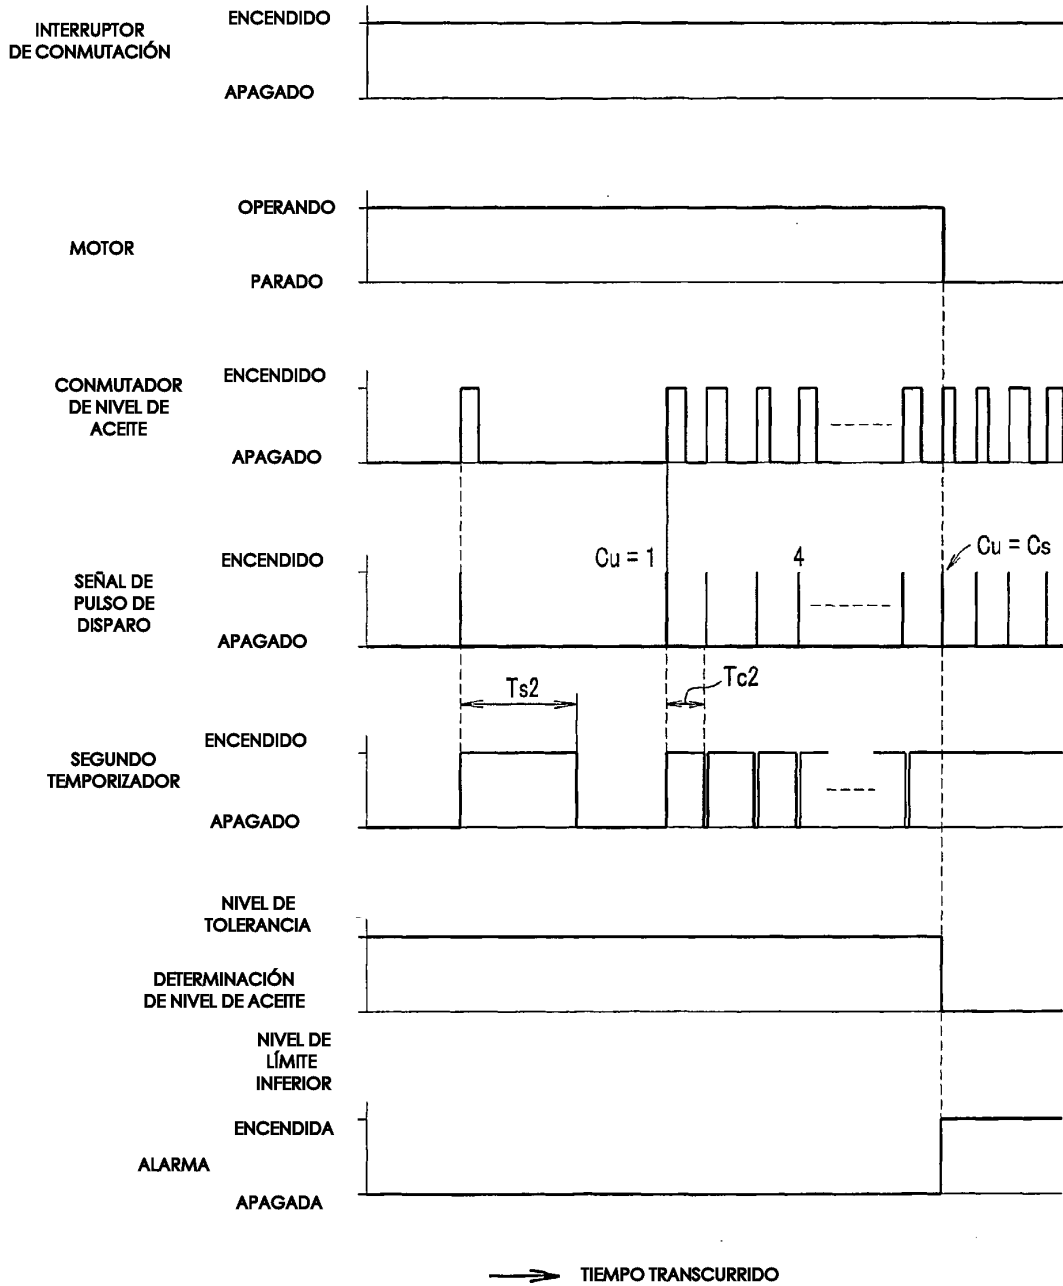 ENCENDIDO
INTERRUPTOR
DE CONMUTACIÓN
APAGADO
OPERANDO
MOTOR
PARADO
ENCENDIDO
CONMUTADOR
DE NIVEL DE
ACEITE
APAGADO
ENCENDIDO
Cu = 1
4
Cu = Cs
SEÑAL DE
PULSO DE
DISPARO
APAGADO
Ts2
Tc2
ENCENDIDO
SEGUNDO
TEMPORIZADOR
APAGADO
NIVEL DE
TOLERANCIA
DETERMINACIÓN
DE NIVEL DE ACEITE
NIVEL DE
LÍMITE
INFERIOR
ENCENDIDA
ALARMA
APAGADA
TIEMPO TRANSCURRIDO